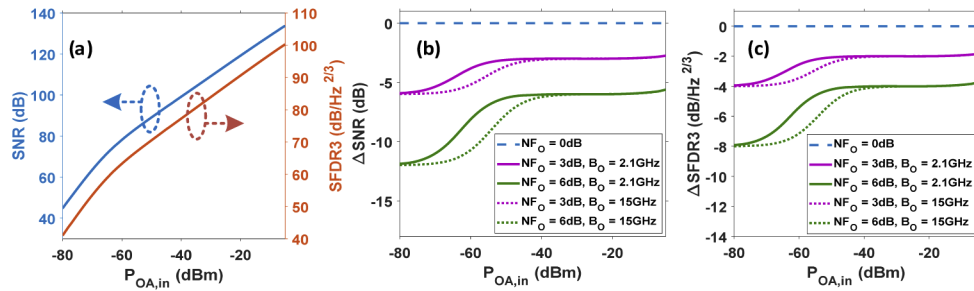 (a)
SNR (dB)
140
120
100
80
60
40
110
100
90
80
70
60
50
40
SFDR3 (dB/Hz 2/3)
-80
-60
-40
-20
P_OA,in (dBm)
(b)
ΔSNR (dB)
0
-5
-10
-15
NF_O = 0dB
NF_O = 3dB, B_O = 2.1GHz
NF_O = 6dB, B_O = 2.1GHz
NF_O = 3dB, B_O = 15GHz
NF_O = 6dB, B_O = 15GHz
-80
-60
-40
-20
P_OA,in (dBm)
(c)
ΔSFDR3 (dB/Hz 2/3)
0
-2
-4
-6
-8
-10
-12
-14
NF_O = 0dB
NF_O = 3dB, B_O = 2.1GHz
NF_O = 6dB, B_O = 2.1GHz
NF_O = 3dB, B_O = 15GHz
NF_O = 6dB, B_O = 15GHz
-80
-60
-40
-20
P_OA,in (dBm)